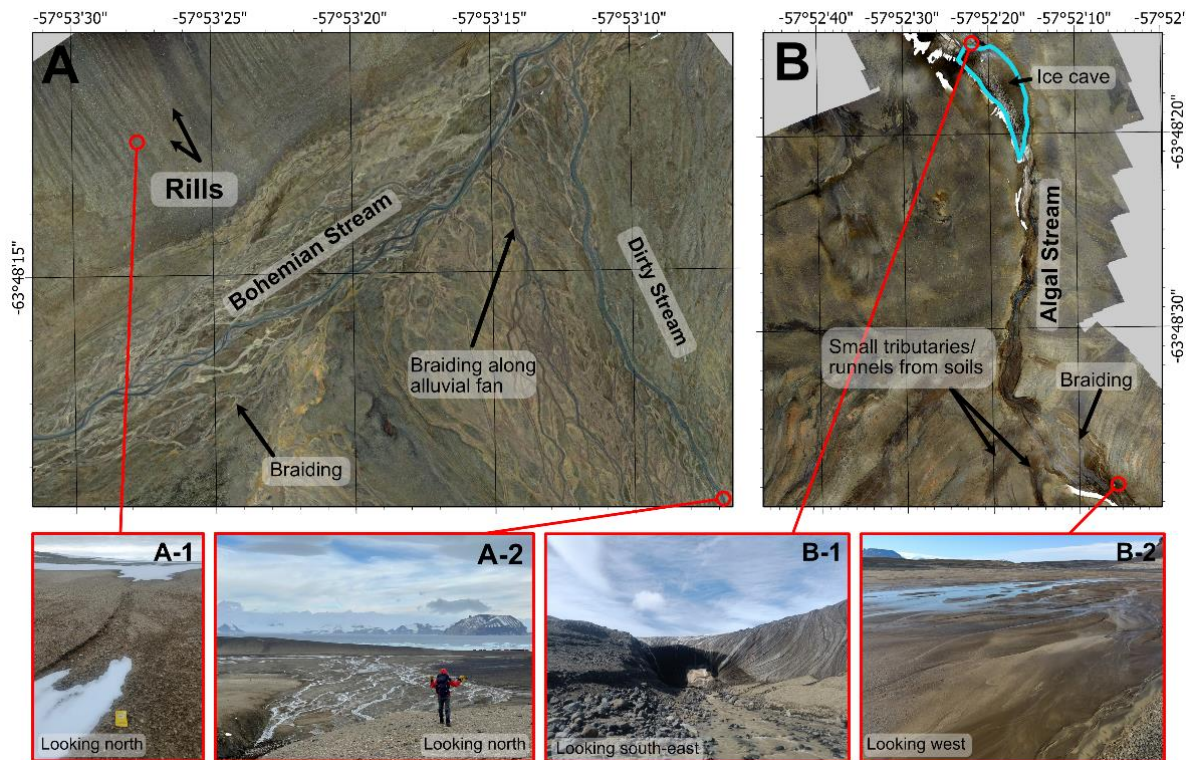 -57°53'30" -57°53'25" -57°53'20" -57°53'14" -57°53'10"
-57°52'40" -57°52'30" -57°52'20" -57°52'10" -57°52'
A
B
-63°48'15"
-63°48'20"
-63°48'30"
Rills
Bohemian Stream
Dirty Stream
Braiding along
alluvial fan
Braiding
Ice cave
Algal Stream
Small tributaries/
runnels from soils
Braiding
A-1
Looking north
A-2
Looking north
B-1
Looking south-east
B-2
Looking west